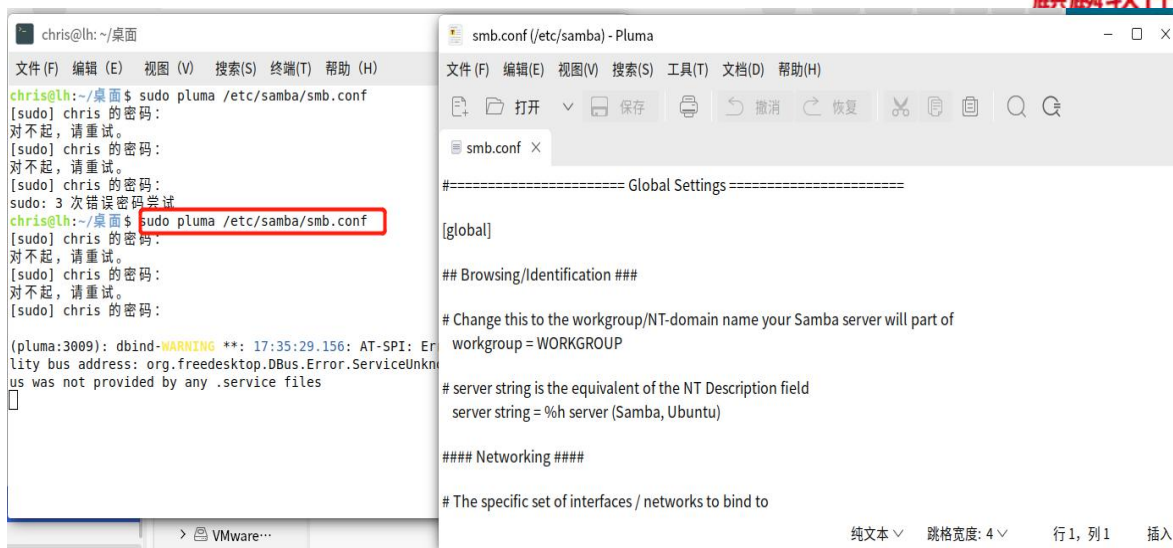 麒麟软件
chris@lh: ~/桌面
文件(F) 编辑(E) 视图(V) 搜索(S) 终端(T) 帮助(H)
chris@lh:~/桌面$ sudo pluma /etc/samba/smb.conf
[sudo] chris 的密码:
对不起，请重试。
[sudo] chris 的密码:
对不起，请重试。
[sudo] chris 的密码:
sudo: 3 次错误密码尝试
chris@lh:~/桌面$ sudo pluma /etc/samba/smb.conf
[sudo] chris 的密码:
对不起，请重试。
[sudo] chris 的密码:
对不起，请重试。
[sudo] chris 的密码:
(pluma:3009): dbind-WARNING **: 17:35:29.156: AT-SPI: Er
lity bus address: org.freedesktop.DBus.Error.ServiceUnkn
us was not provided by any .service files
VMware…
smb.conf (/etc/samba) - Pluma
文件(F) 编辑(E) 视图(V) 搜索(S) 工具(T) 文档(D) 帮助(H)
打开 保存 撤消 恢复
smb.conf
#======================= Global Settings =======================
[global]
## Browsing/Identification ###
# Change this to the workgroup/NT-domain name your Samba server will part of
workgroup = WORKGROUP
# server string is the equivalent of the NT Description field
server string = %h server (Samba, Ubuntu)
#### Networking ####
# The specific set of interfaces / networks to bind to
纯文本 跳格宽度: 4 行 1，列 1 插入